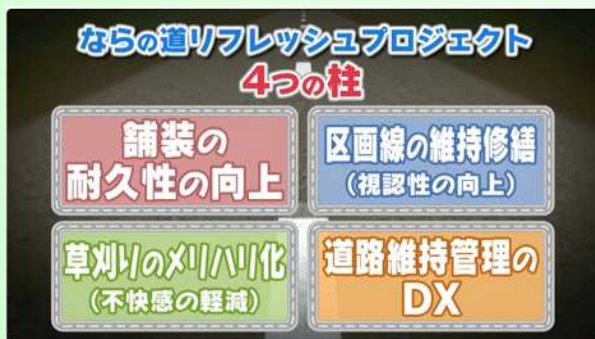 ならの道リフレッシュプロジェクト
4つの柱
舗装の
耐久性の向上
区画線の維持修繕
（視認性の向上）
草刈りのメリハリ化
（不快感の軽減）
道路維持管理の
DX